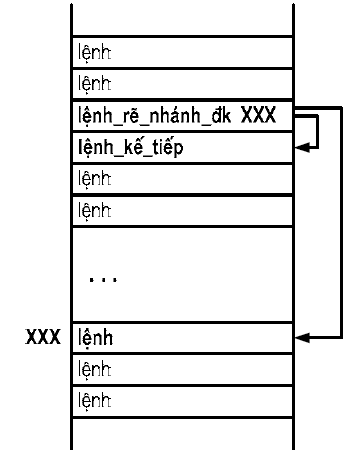 lệnh
lệnh
lệnh_rẽ_nhánh_đk XXX
lệnh_kế_tiếp
lệnh
lệnh
...
XXX lệnh
lệnh
lệnh